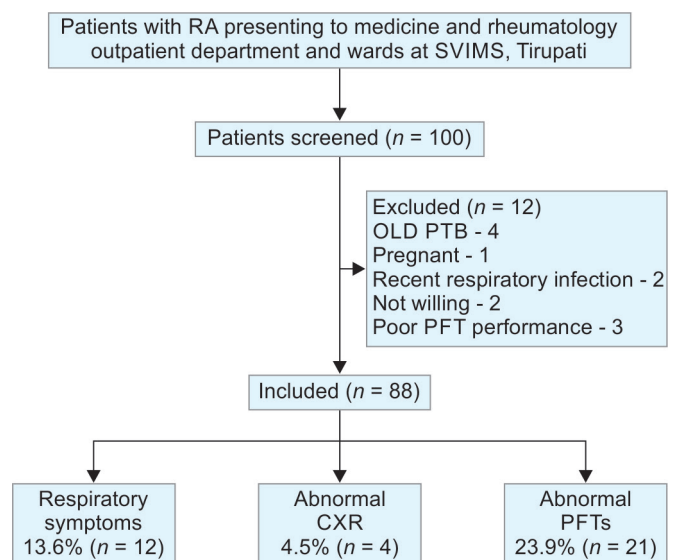 Patients with RA presenting to medicine and rheumatology
outpatient department and wards at SVIMS, Tirupati
Patients screened (n = 100)
Excluded (n = 12)
OLD PTB - 4
Pregnant - 1
Recent respiratory infection - 2
Not willing - 2
Poor PFT performance - 3
Included (n = 88)
Respiratory
symptoms
13.6% (n = 12)
Abnormal
CXR
4.5% (n = 4)
Abnormal
PFTs
23.9% (n = 21)